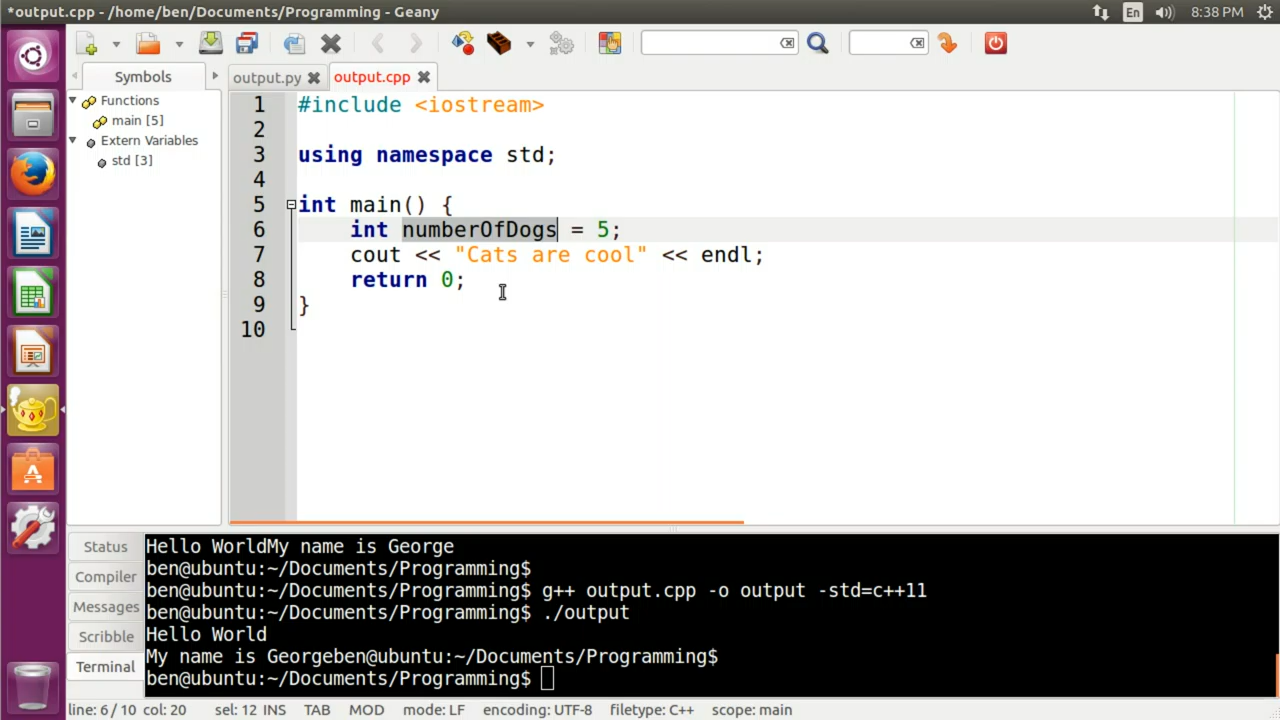 *output.cpp - /home/ben/Documents/Programming - Geany
En
8:38 PM
Symbols
output.py
output.cpp
Functions
main [5]
Extern Variables
std [3]
1 #include <iostream>
2
3 using namespace std;
4
5 int main() {
6 int numberOfDogs = 5;
7 cout << "Cats are cool" << endl;
8 return 0;
9 }
10
Status
Compiler
Messages
Scribble
Terminal
Hello WorldMy name is George
ben@ubuntu:~/Documents/Programming$
ben@ubuntu:~/Documents/Programming$ g++ output.cpp -o output -std=c++11
ben@ubuntu:~/Documents/Programming$ ./output
Hello World
My name is Georgeben@ubuntu:~/Documents/Programming$
ben@ubuntu:~/Documents/Programming$
line: 6 / 10 col: 20 sel: 12 INS TAB MOD mode: LF encoding: UTF-8 filetype: C++ scope: main